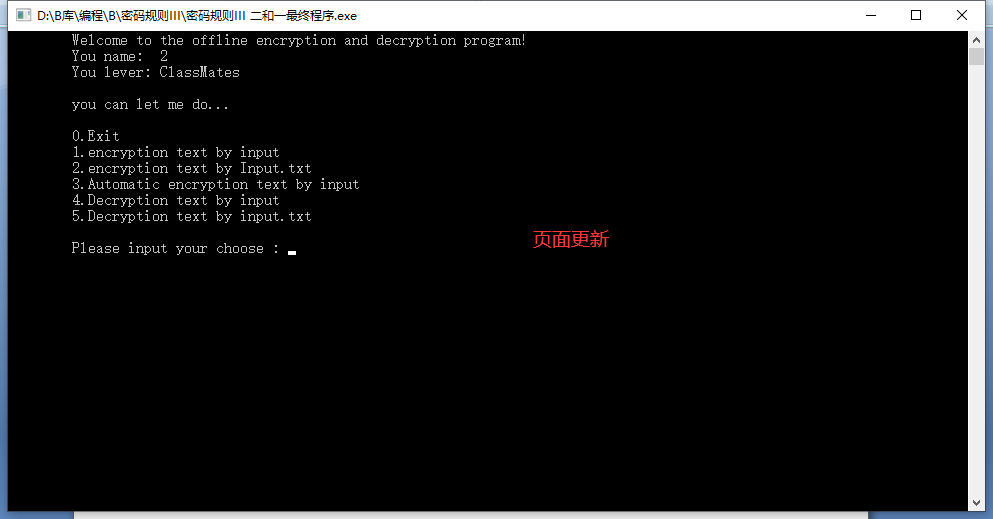 D:\B库\编程\B\密码规则III\密码规则III 二和一最终程序.exe
Welcome to the offline encryption and decryption program!
You name:  2
You lever: ClassMates
you can let me do...
0.Exit
1.encryption text by input
2.encryption text by Input.txt
3.Automatic encryption text by input
4.Decryption text by input
5.Decryption text by input.txt
页面更新
Please input your choose :